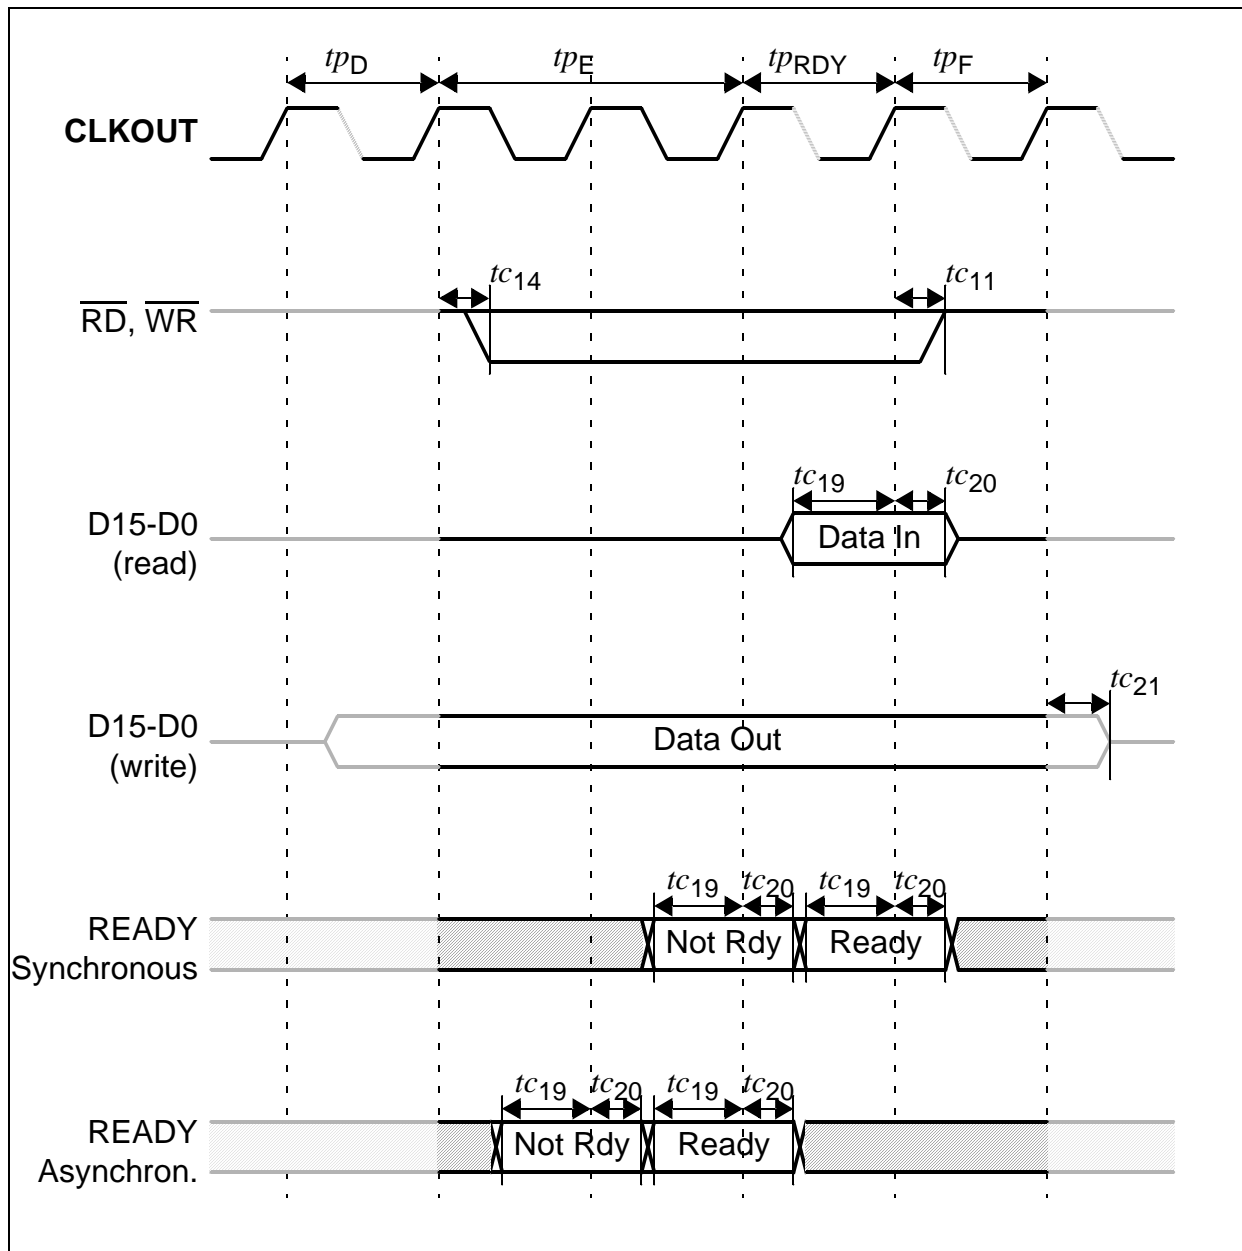 tpD tpE tpRDY tpF
CLKOUT
tc14 tc11
RD, WR
tc19 tc20
D15-D0
(read)
Data In
tc21
D15-D0
(write)
Data Out
tc19 tc20 tc19 tc20
READY
Synchronous
Not Rdy Ready
tc19 tc20 tc19 tc20
READY
Asynchron.
Not Rdy Ready